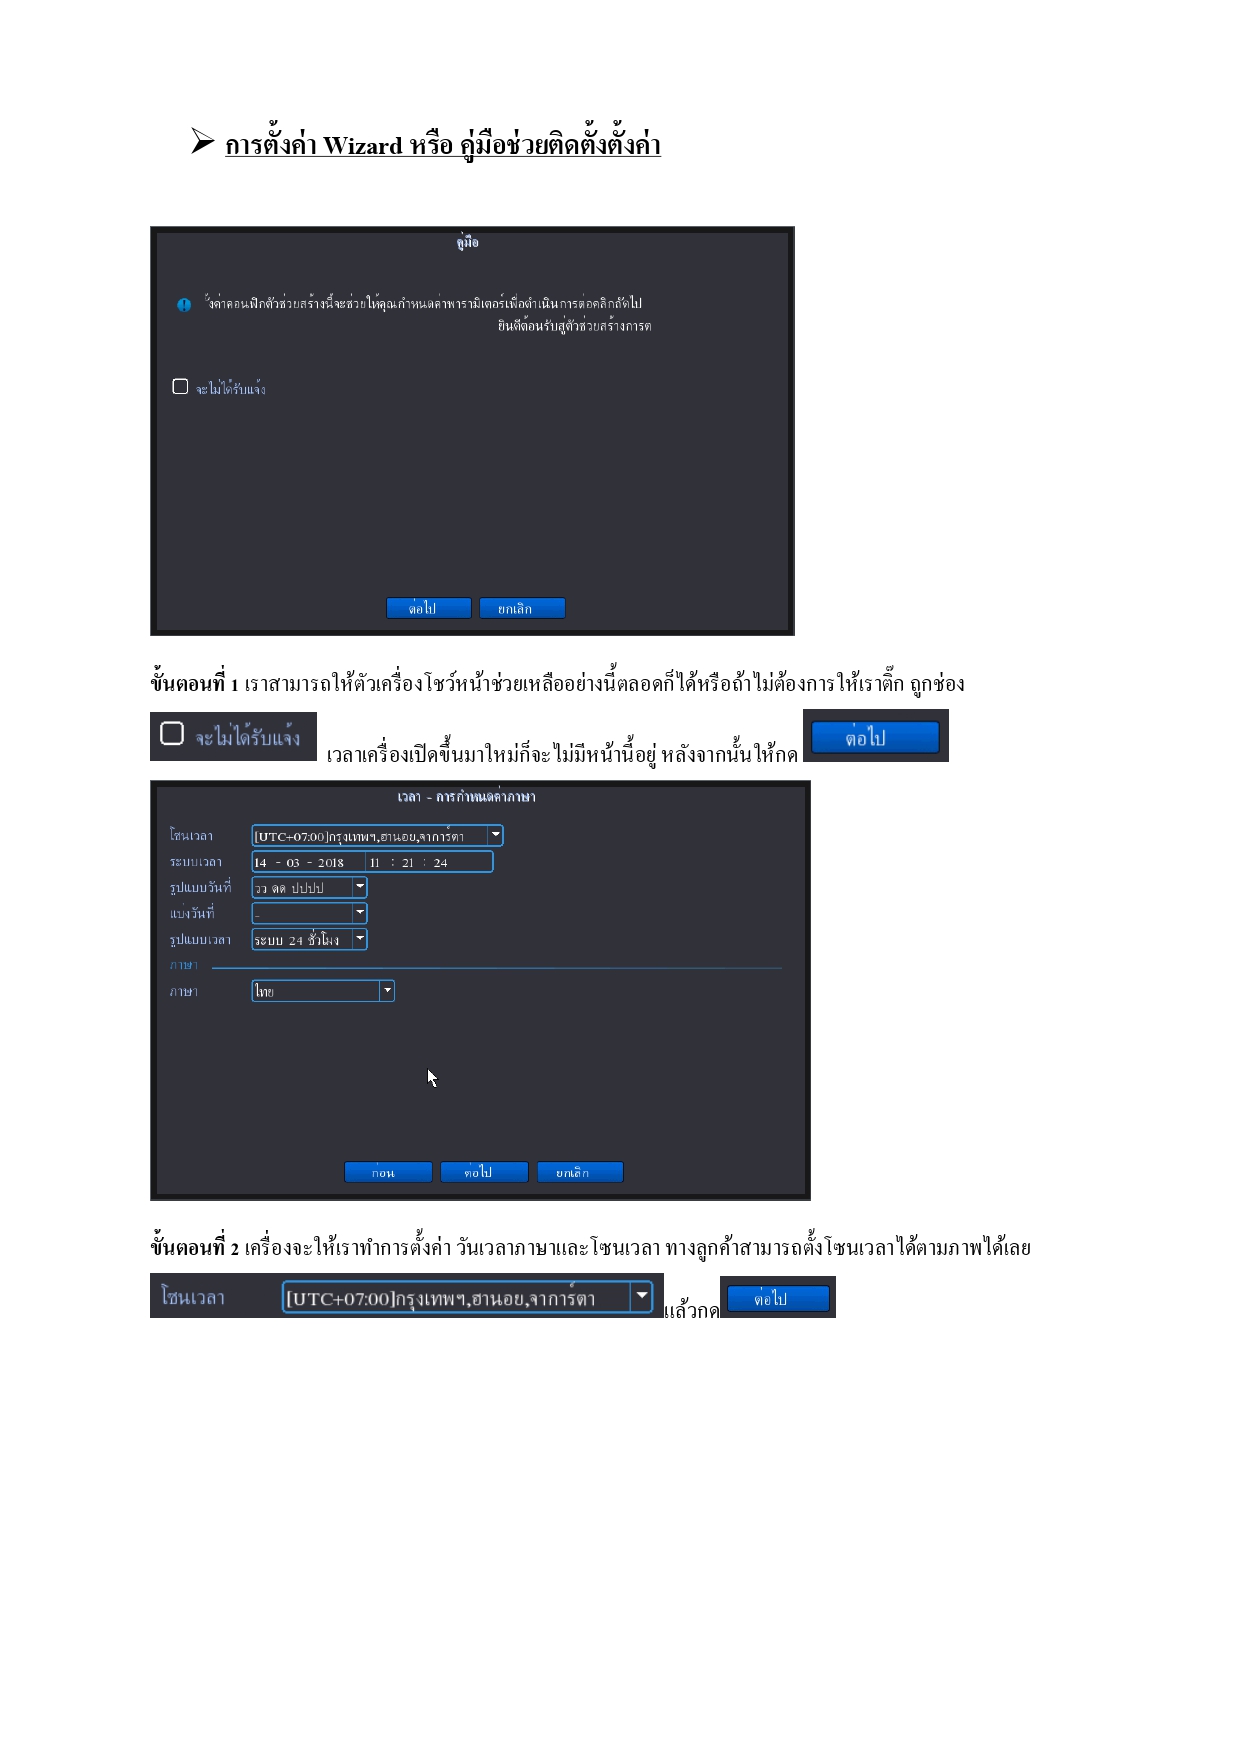 การตั้งค่า Wizard หรือ คู่มือช่วยติดตั้งตั้งค่า
คู่มือ
ั้งค่าคอนฟิกตัวช่วยสร้างนี้จะช่วยให้คุณกำหนดค่าพารามิเตอร์เพื่อดำเนินการต่อคลิกถัดไป
ยินดีต้อนรับสู่ตัวช่วยสร้างการต
จะไม่ได้รับแจ้ง
ต่อไป ยกเลิก
ขั้นตอนที่ 1 เราสามารถให้ตัวเครื่องโชว์หน้าช่วยเหลืออย่างนี้ตลอดก็ได้หรือถ้าไม่ต้องการให้เราติ๊ก ถูกช่อง
จะไม่ได้รับแจ้ง เวลาเครื่องเปิดขึ้นมาใหม่ก็จะไม่มีหน้านี้อยู่ หลังจากนั้นให้กด ต่อไป
เวลา - การกำหนดค่าภาษา
โซนเวลา [UTC+07:00]กรุงเทพฯ,ฮานอย,จาการ์ตา
ระบบเวลา 14 - 03 - 2018 11 : 21 : 24
รูปแบบวันที่ วว ดด ปปปป
แบ่งวันที่ -
รูปแบบเวลา ระบบ 24 ชั่วโมง
ภาษา
ภาษา ไทย
ก่อน ต่อไป ยกเลิก
ขั้นตอนที่ 2 เครื่องจะให้เราทำการตั้งค่า วันเวลาภาษาและโซนเวลา ทางลูกค้าสามารถตั้งโซนเวลาได้ตามภาพได้เลย
โซนเวลา [UTC+07:00]กรุงเทพฯ,ฮานอย,จาการ์ตา แล้วกด ต่อไป